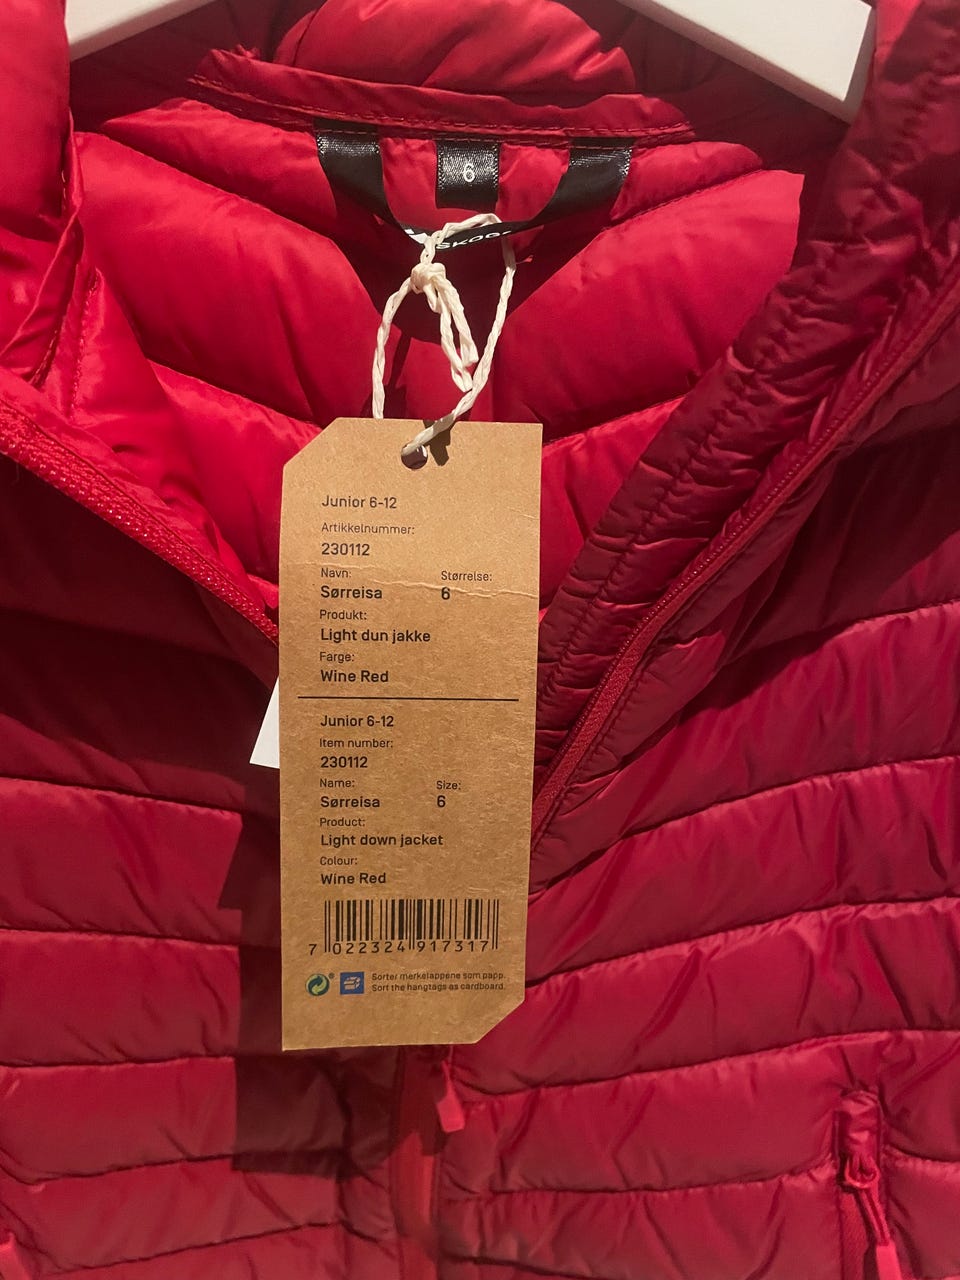 6
SKOG
Junior 6-12
Artikkelnummer:
230112
Navn: Størrelse:
Sørreisa 6
Produkt:
Light dun jakke
Farge:
Wine Red
Junior 6-12
Item number:
230112
Name: Size:
Sørreisa 6
Product:
Light down jacket
Colour:
Wine Red
7 022324 917317
Sorter merkelappene som papp.
Sort the hangtags as cardboard.